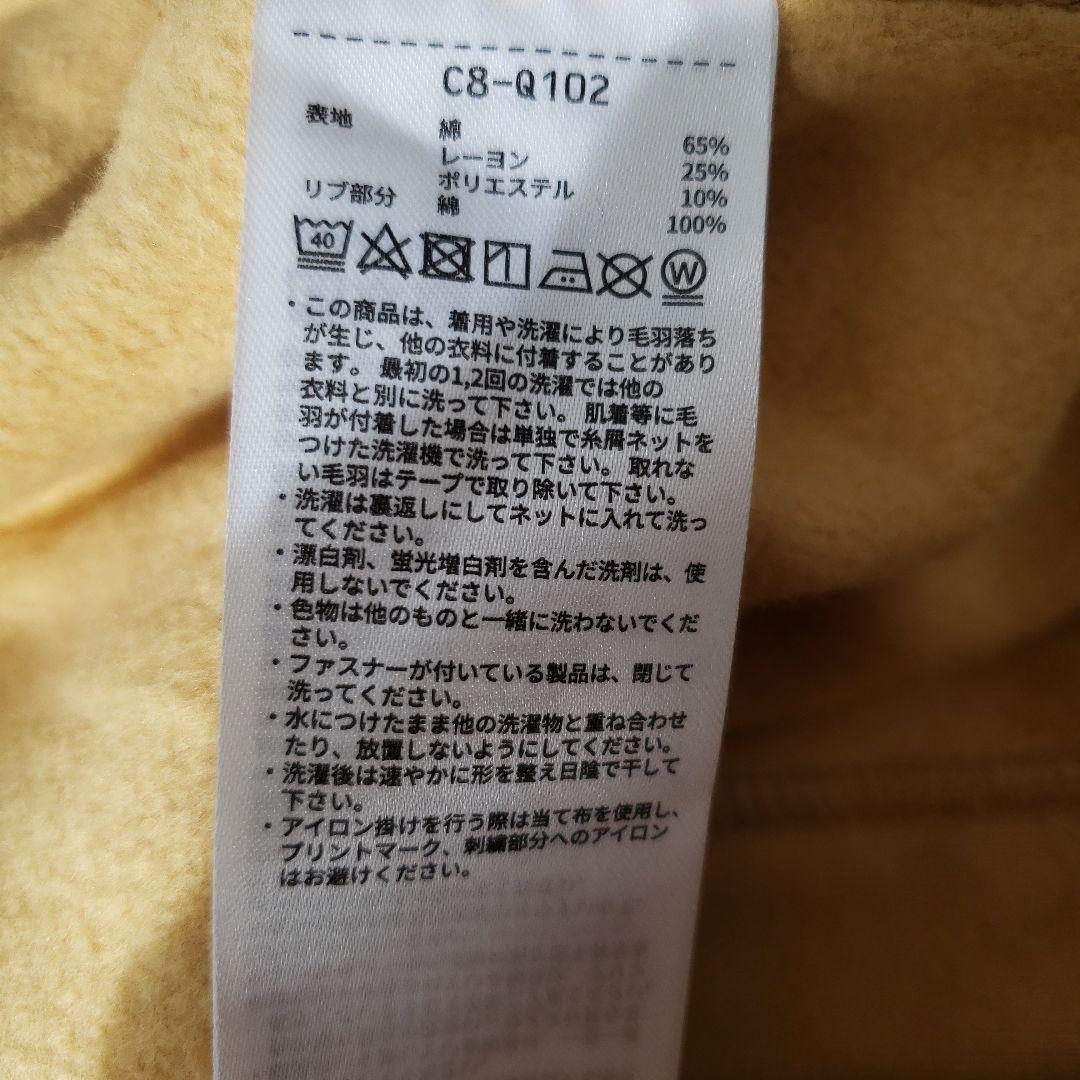 C8-Q102
表地 綿 65%
レーヨン 25%
ポリエステル 10%
リブ部分 綿 100%
40 W
・この商品は、着用や洗濯により毛羽落ち
が生じ、他の衣料に付着することがあり
ます。 最初の1,2回の洗濯では他の
衣料と別に洗って下さい。 肌着等に毛
羽が付着した場合は単独で糸屑ネットを
つけた洗濯機で洗って下さい。 取れな
い毛羽はテープで取り除いて下さい。
・洗濯は裏返しにしてネットに入れて洗っ
てください。
・漂白剤、蛍光増白剤を含んだ洗剤は、使
用しないでください。
・色物は他のものと一緒に洗わないでくだ
さい。
・ファスナーが付いている製品は、閉じて
洗ってください。
・水につけたまま他の洗濯物と重ね合わせ
たり、放置しないようにしてください。
・洗濯後は速やかに形を整え日陰で干して
下さい。
・アイロン掛けを行う際は当て布を使用し、
プリントマーク、刺繍部分へのアイロン
はお避けください。